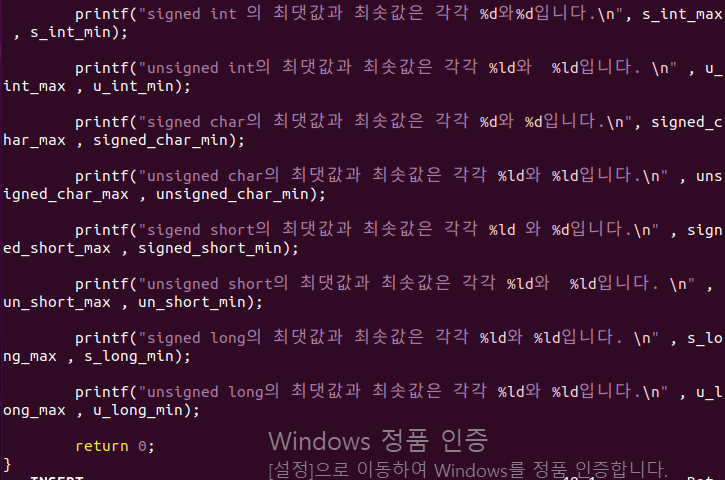 printf("signed int 의 최댓값과 최솟값은 각각 %d와%d입니다.\n", s_int_max
, s_int_min);
printf("unsigned int의 최댓값과 최솟값은 각각 %ld와  %ld입니다. \n" , u_
int_max , u_int_min);
printf("signed char의 최댓값과 최솟값은 각각 %d와 %d입니다.\n", signed_c
har_max , signed_char_min);
printf("unsigned char의 최댓값과 최솟값은 각각 %ld와 %ld입니다.\n" , uns
igned_char_max , unsigned_char_min);
printf("sigend short의 최댓값과 최솟값은 각각 %ld 와 %d입니다.\n" , sign
ed_short_max , signed_short_min);
printf("unsigned short의 최댓값과 최솟값은 각각 %ld와  %ld입니다. \n" ,
un_short_max , un_short_min);
printf("signed long의 최댓값과 최솟값은 각각 %ld와 %ld입니다. \n" , s_lo
ng_max , s_long_min);
printf("unsigned long의 최댓값과 최솟값은 각각 %ld와 %ld입니다.\n" , u_l
ong_max , u_long_min);
return 0;
}
Windows 정품 인증
[설정]으로 이동하여 Windows를 정품 인증합니다.